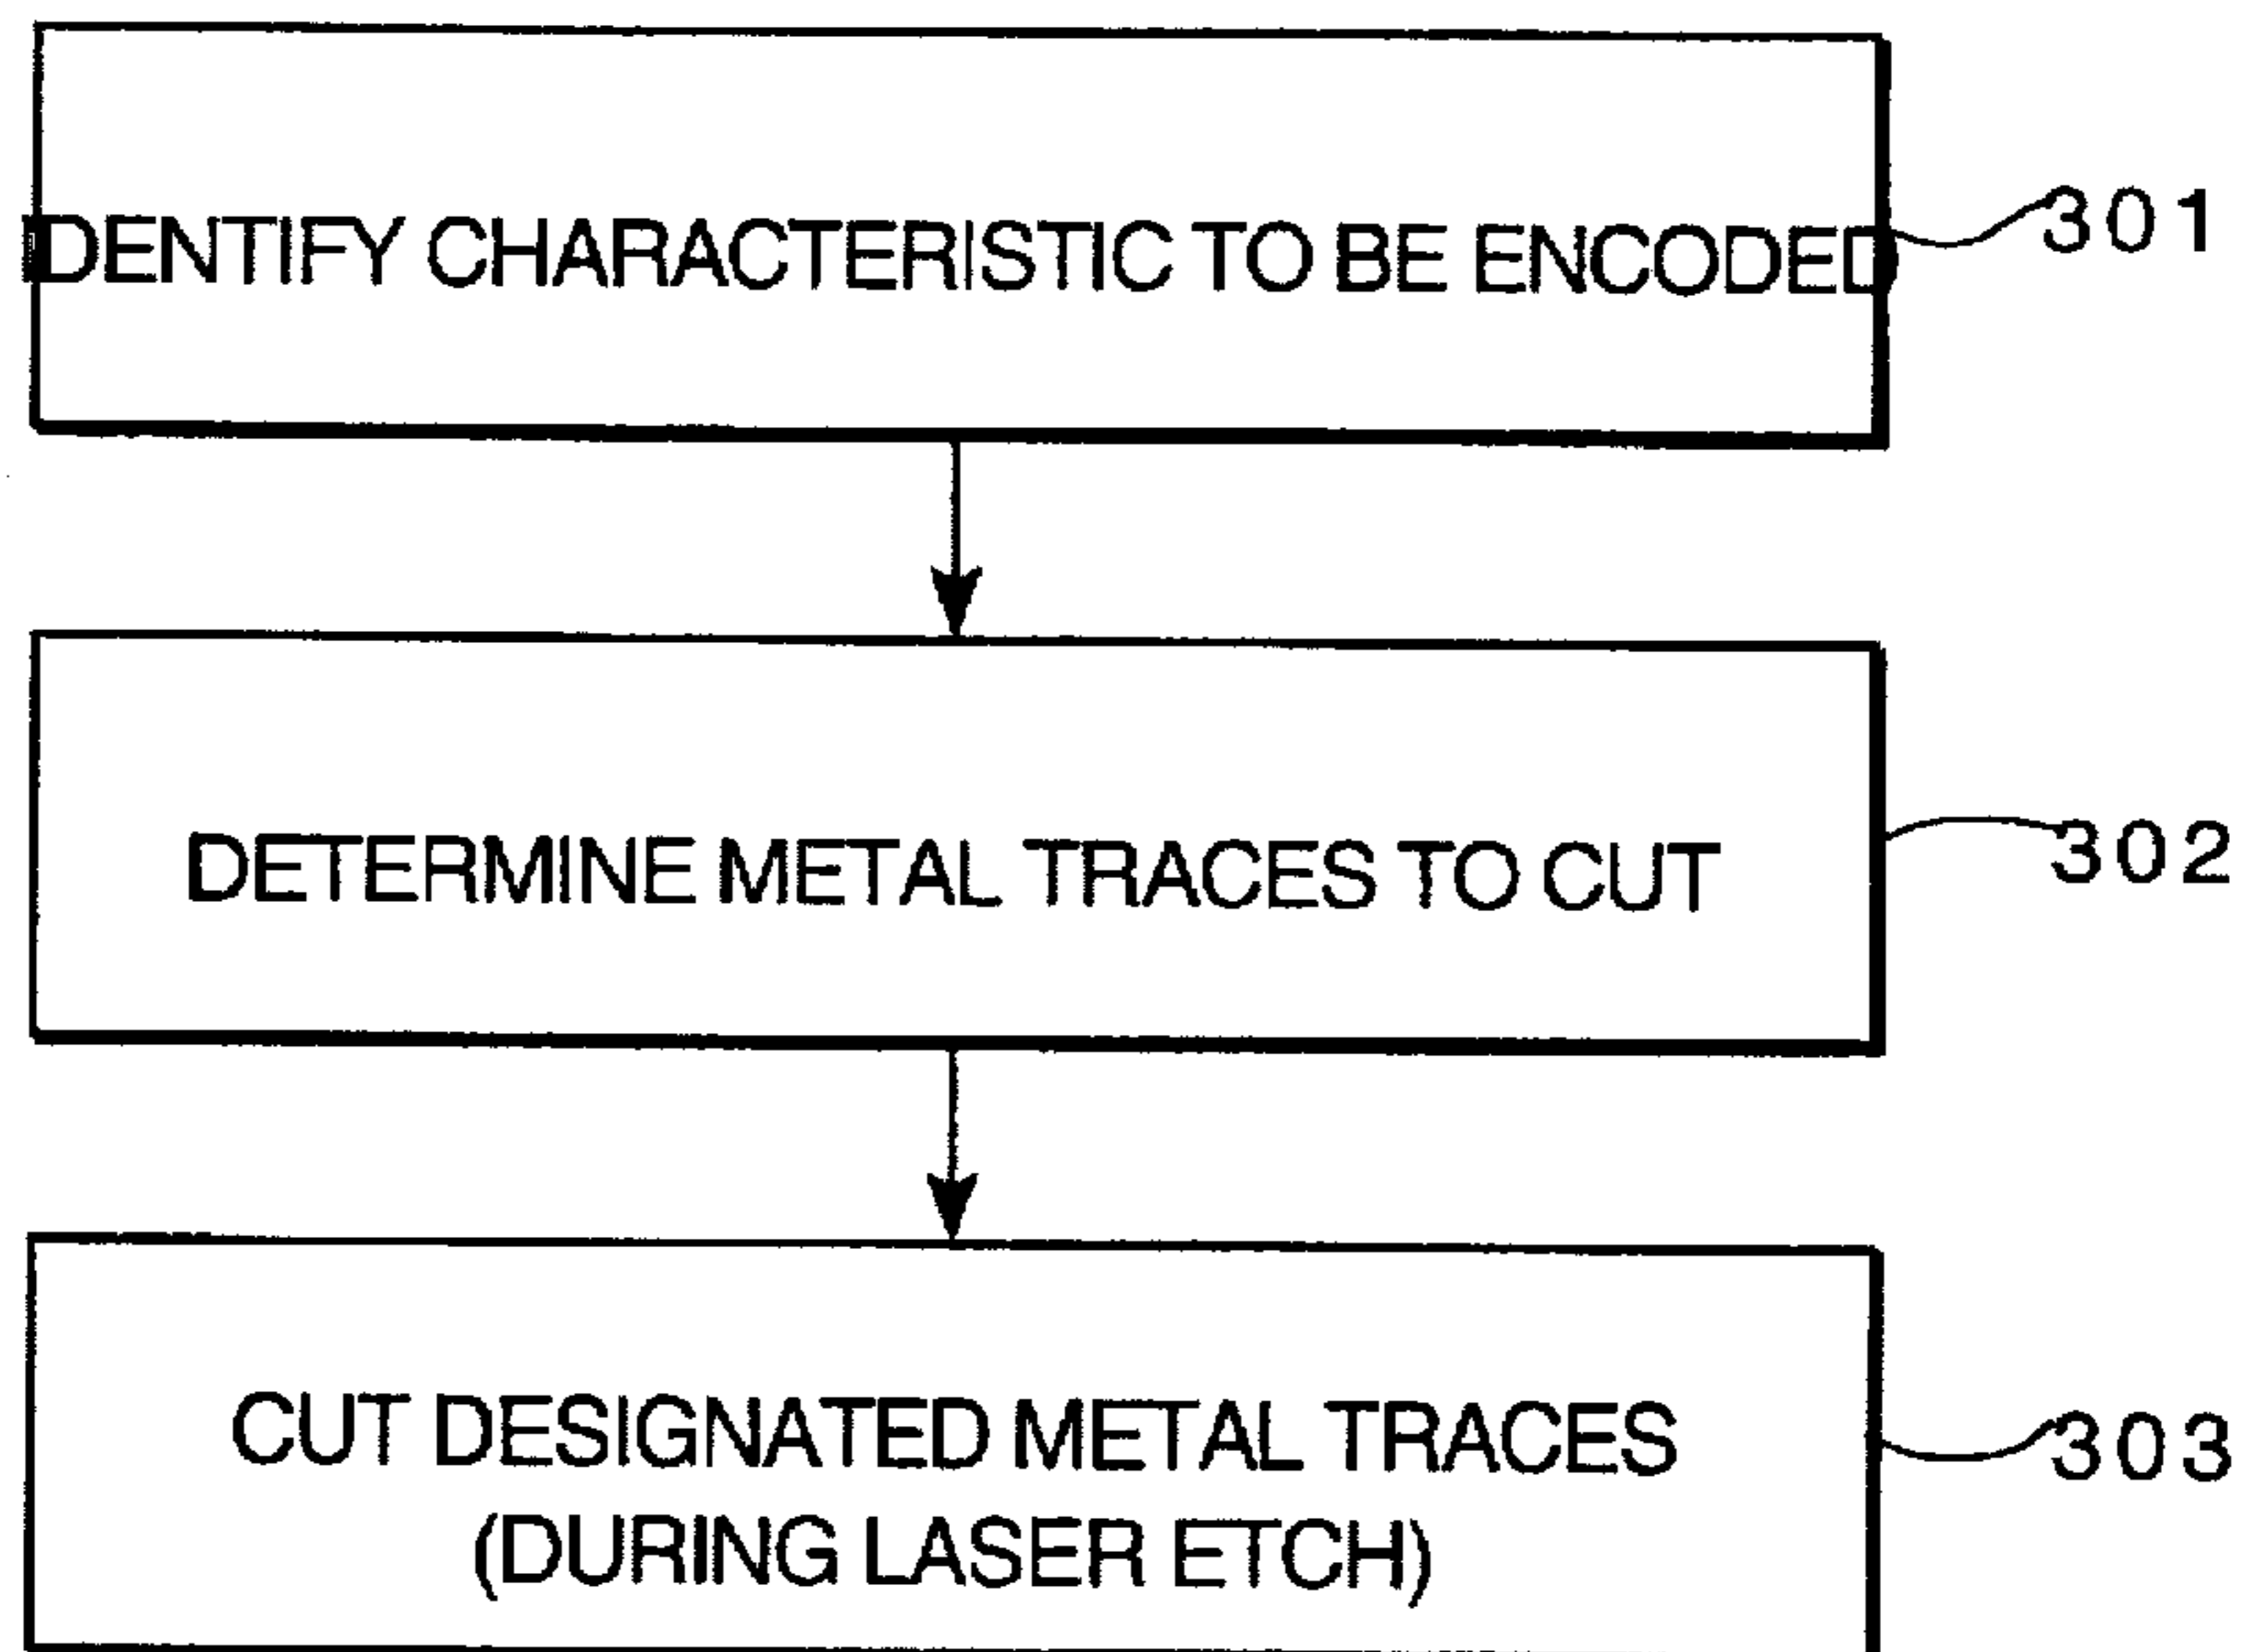 IDENTIFY CHARACTERISTIC TO BE ENCODED
301
DETERMINE METAL TRACES TO CUT
302
CUT DESIGNATED METAL TRACES
(DURING LASER ETCH)
303